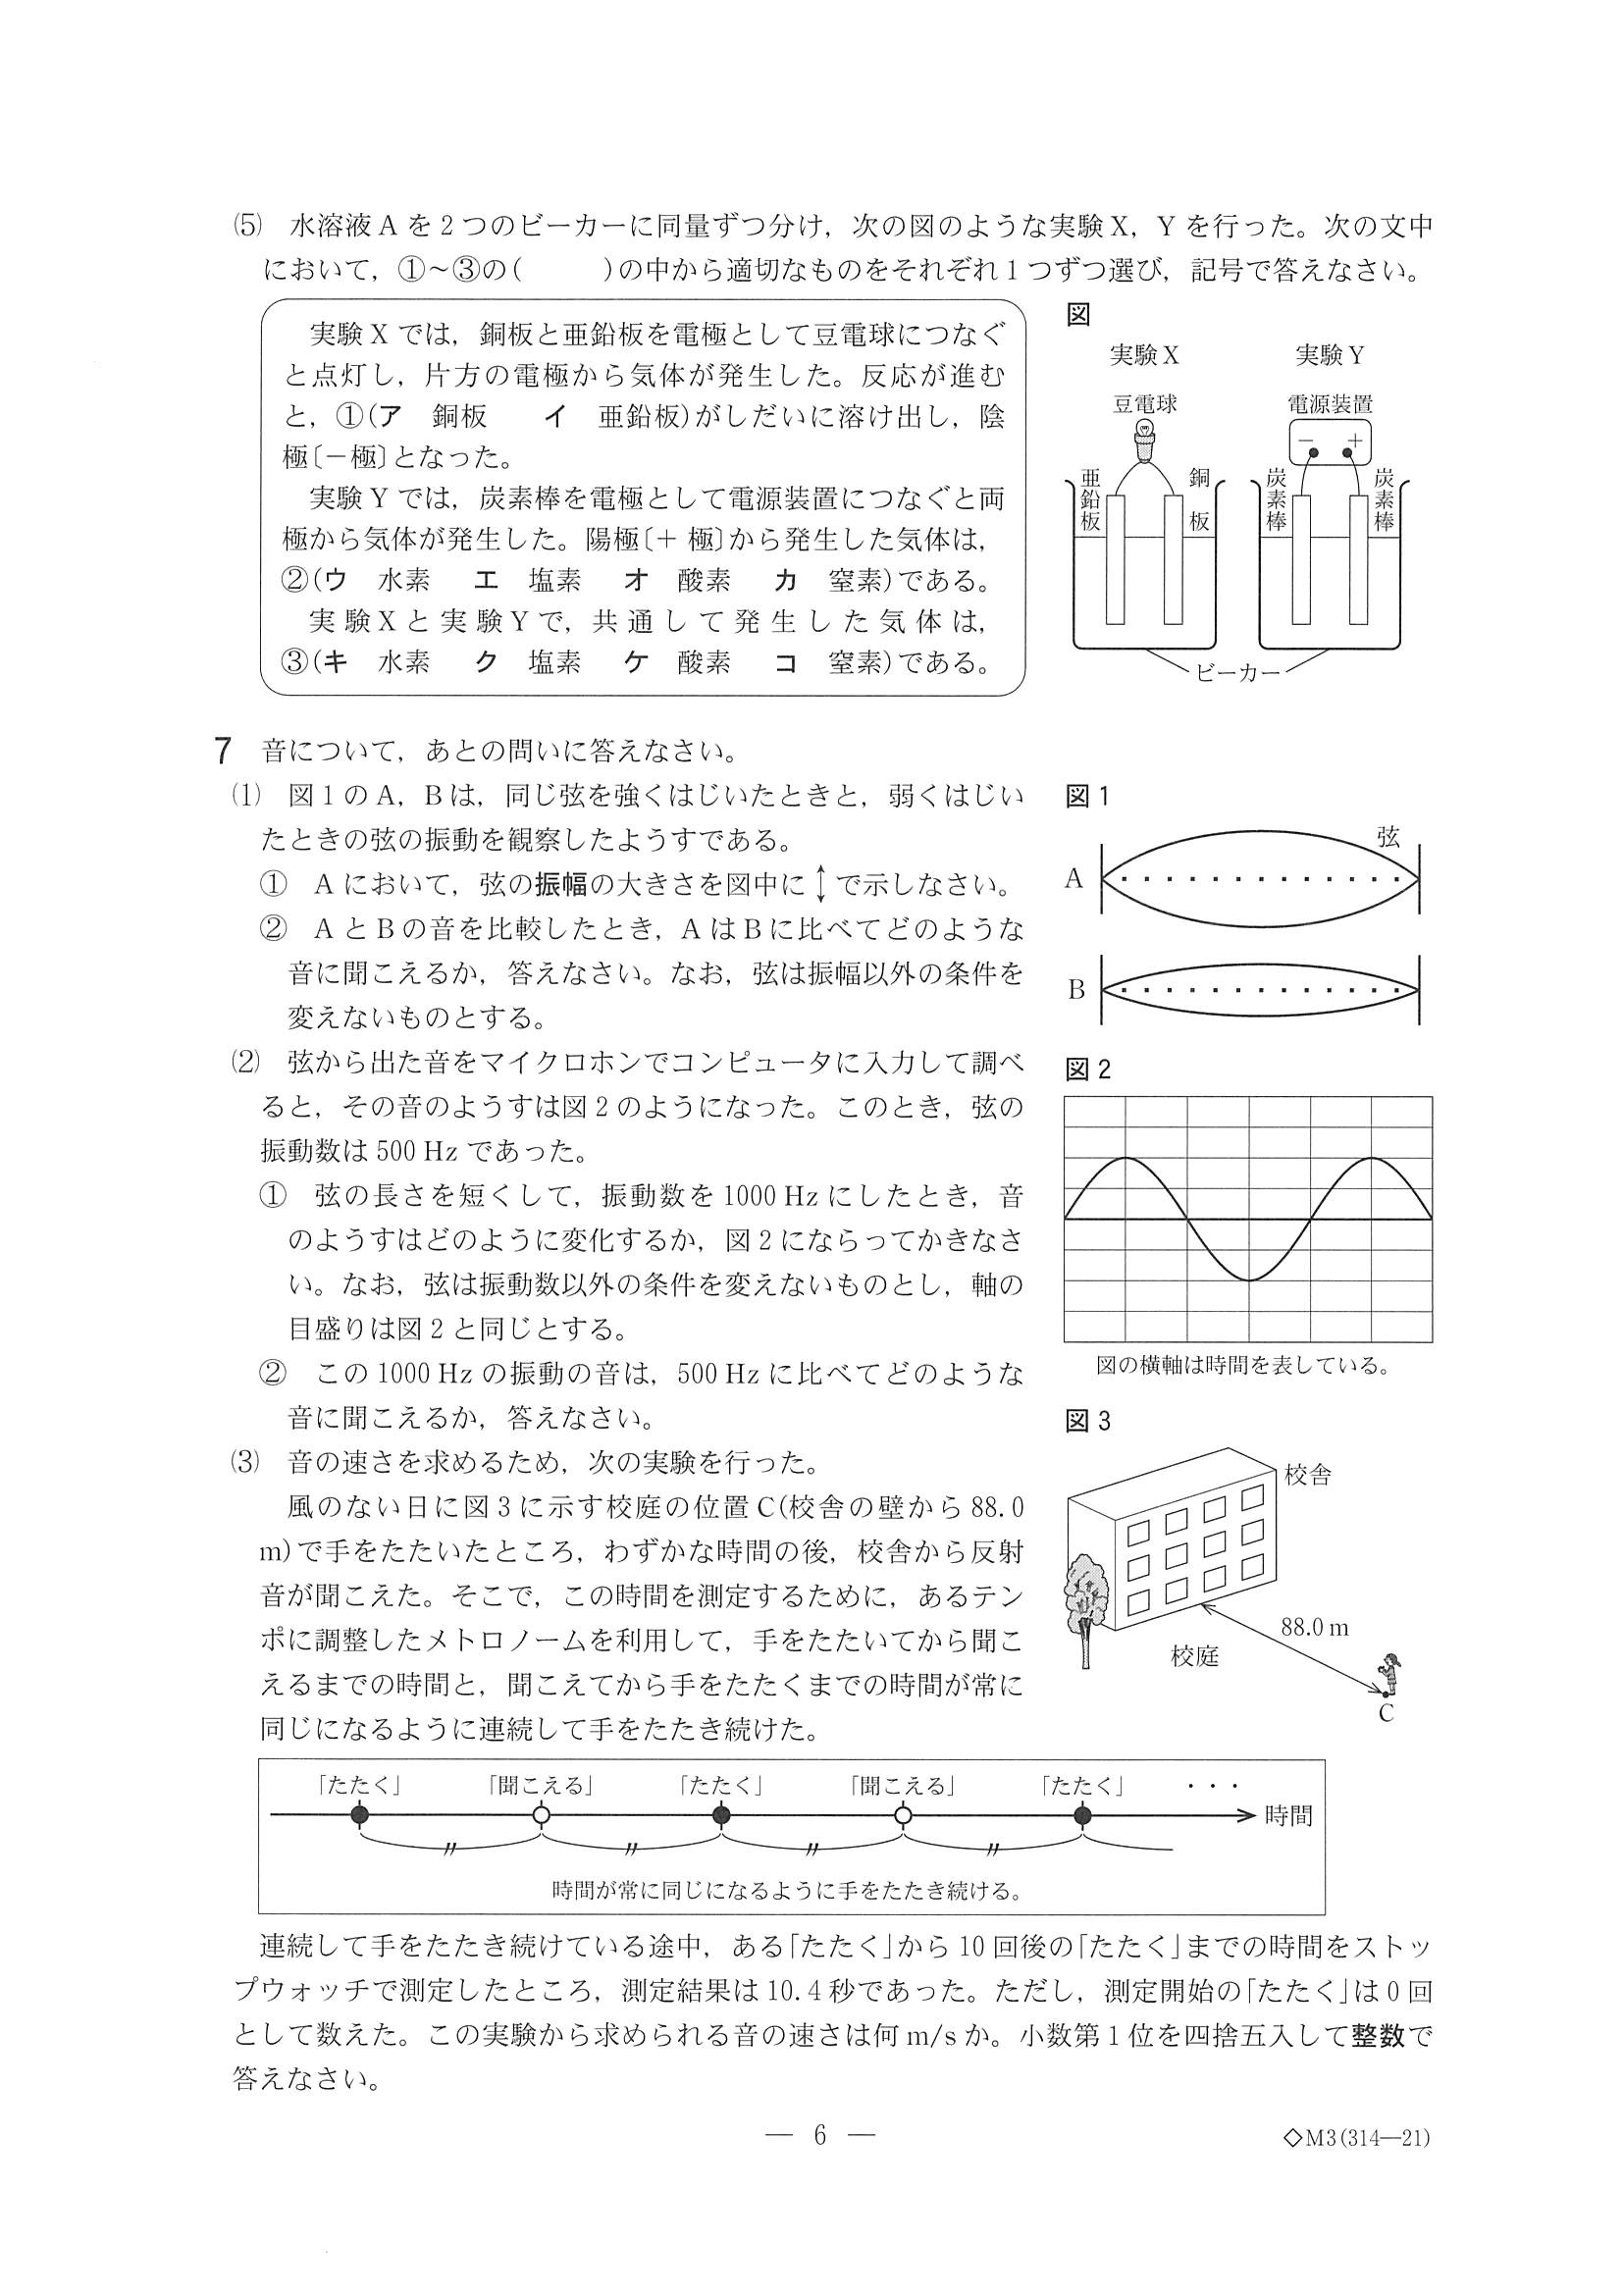 (5) 水溶液Aを2つのビーカーに同量ずつ分け，次の図のような実験X，Yを行った。次の文中
において，①〜③の(　　)の中から適切なものをそれぞれ1つずつ選び，記号で答えなさい。
実験Xでは，銅板と亜鉛板を電極として豆電球につなぐ
と点灯し，片方の電極から気体が発生した。反応が進む
と，①(ア　銅板　　イ　亜鉛板)がしだいに溶け出し，陰
極〔－極〕となった。
実験Yでは，炭素棒を電極として電源装置につなぐと両
極から気体が発生した。陽極〔＋極〕から発生した気体は，
②(ウ　水素　エ　塩素　オ　酸素　カ　窒素)である。
実験Xと実験Yで，共通して発生した気体は，
③(キ　水素　ク　塩素　ケ　酸素　コ　窒素)である。
図
実験X　実験Y
豆電球　電源装置
－　＋
亜鉛板　銅板　炭素棒　炭素棒
ビーカー
7　音について，あとの問いに答えなさい。
(1) 図1のA，Bは，同じ弦を強くはじいたときと，弱くはじい
たときの弦の振動を観察したようすである。
①　Aにおいて，弦の振幅の大きさを図中に↕で示しなさい。
②　AとBの音を比較したとき，AはBに比べてどのような
音に聞こえるか，答えなさい。なお，弦は振幅以外の条件を
変えないものとする。
図1
弦
A
B
(2) 弦から出た音をマイクロホンでコンピュータに入力して調べ
ると，その音のようすは図2のようになった。このとき，弦の
振動数は500 Hzであった。
①　弦の長さを短くして，振動数を1000 Hzにしたとき，音
のようすはどのように変化するか，図2にならってかきなさ
い。なお，弦は振動数以外の条件を変えないものとし，軸の
目盛りは図2と同じとする。
②　この1000 Hzの振動の音は，500 Hzに比べてどのような
音に聞こえるか，答えなさい。
図2
図の横軸は時間を表している。
(3) 音の速さを求めるため，次の実験を行った。
風のない日に図3に示す校庭の位置C(校舎の壁から88.0
m)で手をたたいたところ，わずかな時間の後，校舎から反射
音が聞こえた。そこで，この時間を測定するために，あるテン
ポに調整したメトロノームを利用して，手をたたいてから聞こ
えるまでの時間と，聞こえてから手をたたくまでの時間が常に
同じになるように連続して手をたたき続けた。
図3
校舎
88.0 m
校庭
C
「たたく」　「聞こえる」　「たたく」　「聞こえる」　「たたく」　・・・
時間
時間が常に同じになるように手をたたき続ける。
連続して手をたたき続けている途中，ある「たたく」から10回後の「たたく」までの時間をストッ
プウォッチで測定したところ，測定結果は10.4秒であった。ただし，測定開始の「たたく」は0回
として数えた。この実験から求められる音の速さは何m/sか。小数第1位を四捨五入して整数で
答えなさい。
― 6 ―
◇M3(314―21)